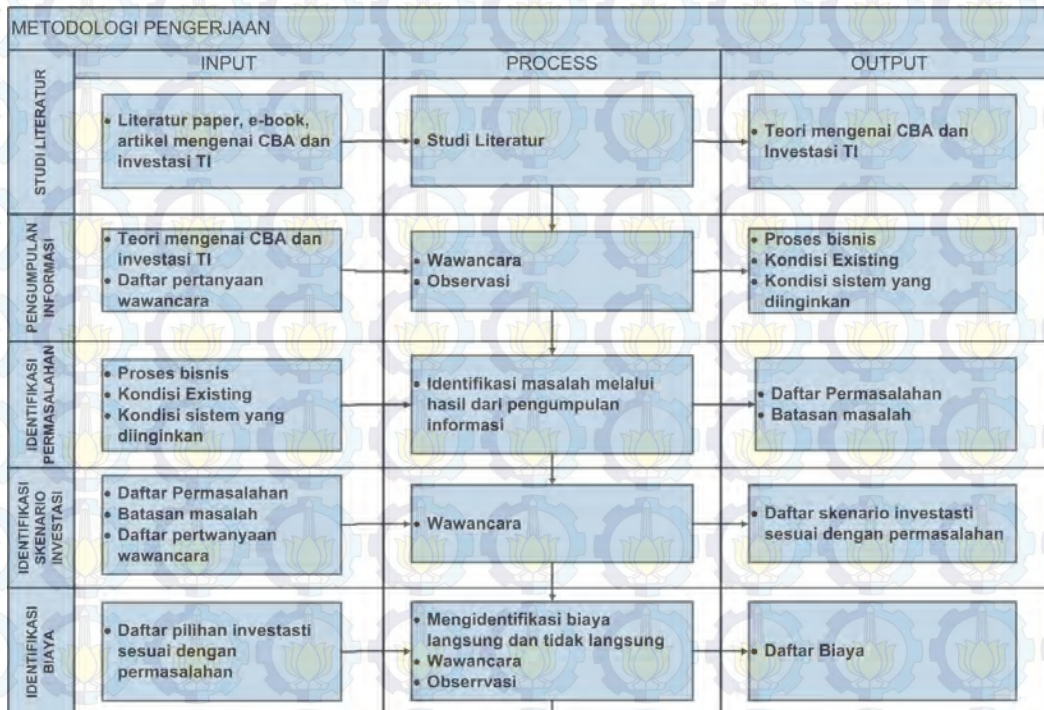 METODOLOGI PENGERJAAN
INPUT
PROCESS
OUTPUT
STUDI LITERATUR
• Literatur paper, e-book,
artikel mengenai CBA dan
investasi TI
• Studi Literatur
• Teori mengenai CBA dan
Investasi TI
PENGUMPULAN
INFORMASI
• Teori mengenai CBA dan
investasi TI
• Daftar pertanyaan
wawancara
• Wawancara
• Observasi
• Proses bisnis
• Kondisi Existing
• Kondisi sistem yang
diinginkan
IDENTIFIKASI
PERMASALAHAN
• Proses bisnis
• Kondisi Existing
• Kondisi sistem yang
diinginkan
• Identifikasi masalah melalui
hasil dari pengumpulan
informasi
• Daftar Permasalahan
• Batasan masalah
IDENTIFIKASI
SKENARIO
INVESTASI
• Daftar Permasalahan
• Batasan masalah
• Daftar pertwanyaan
wawancara
• Wawancara
• Daftar skenario investasti
sesuai dengan permasalahan
IDENTIFIKASI
BIAYA
• Daftar pilihan investasti
sesuai dengan
permasalahan
• Mengidentifikasi biaya
langsung dan tidak langsung
• Wawancara
• Obserrvasi
• Daftar Biaya